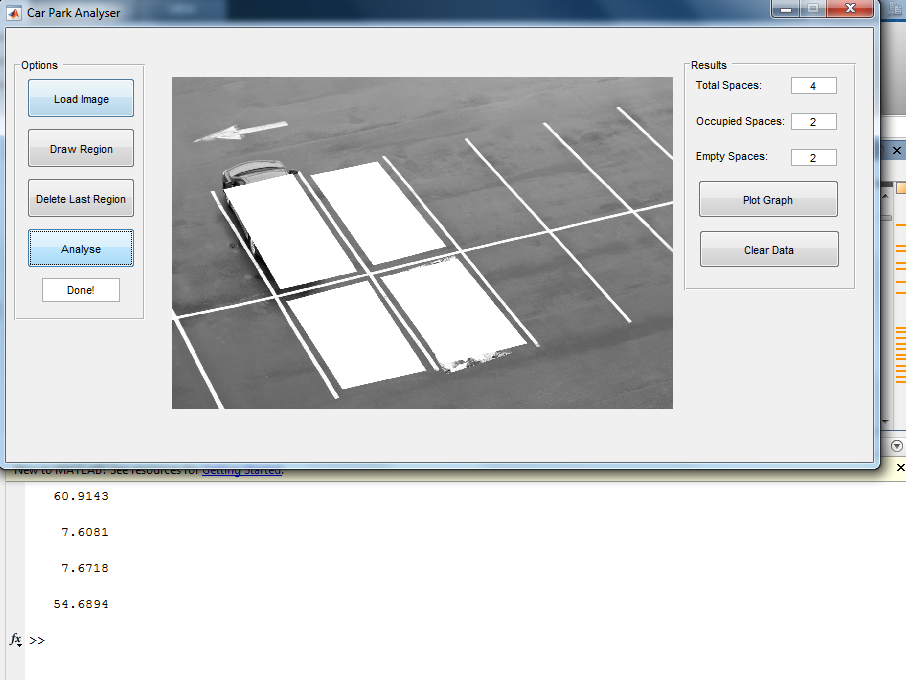 Car Park Analyser
Options
Load Image
Draw Region
Delete Last Region
Analyse
Done!
Results
Total Spaces: 4
Occupied Spaces: 2
Empty Spaces: 2
Plot Graph
Clear Data
New to MATLAB? See resources for Getting Started.
60.9143
7.6081
7.6718
54.6894
fx >>